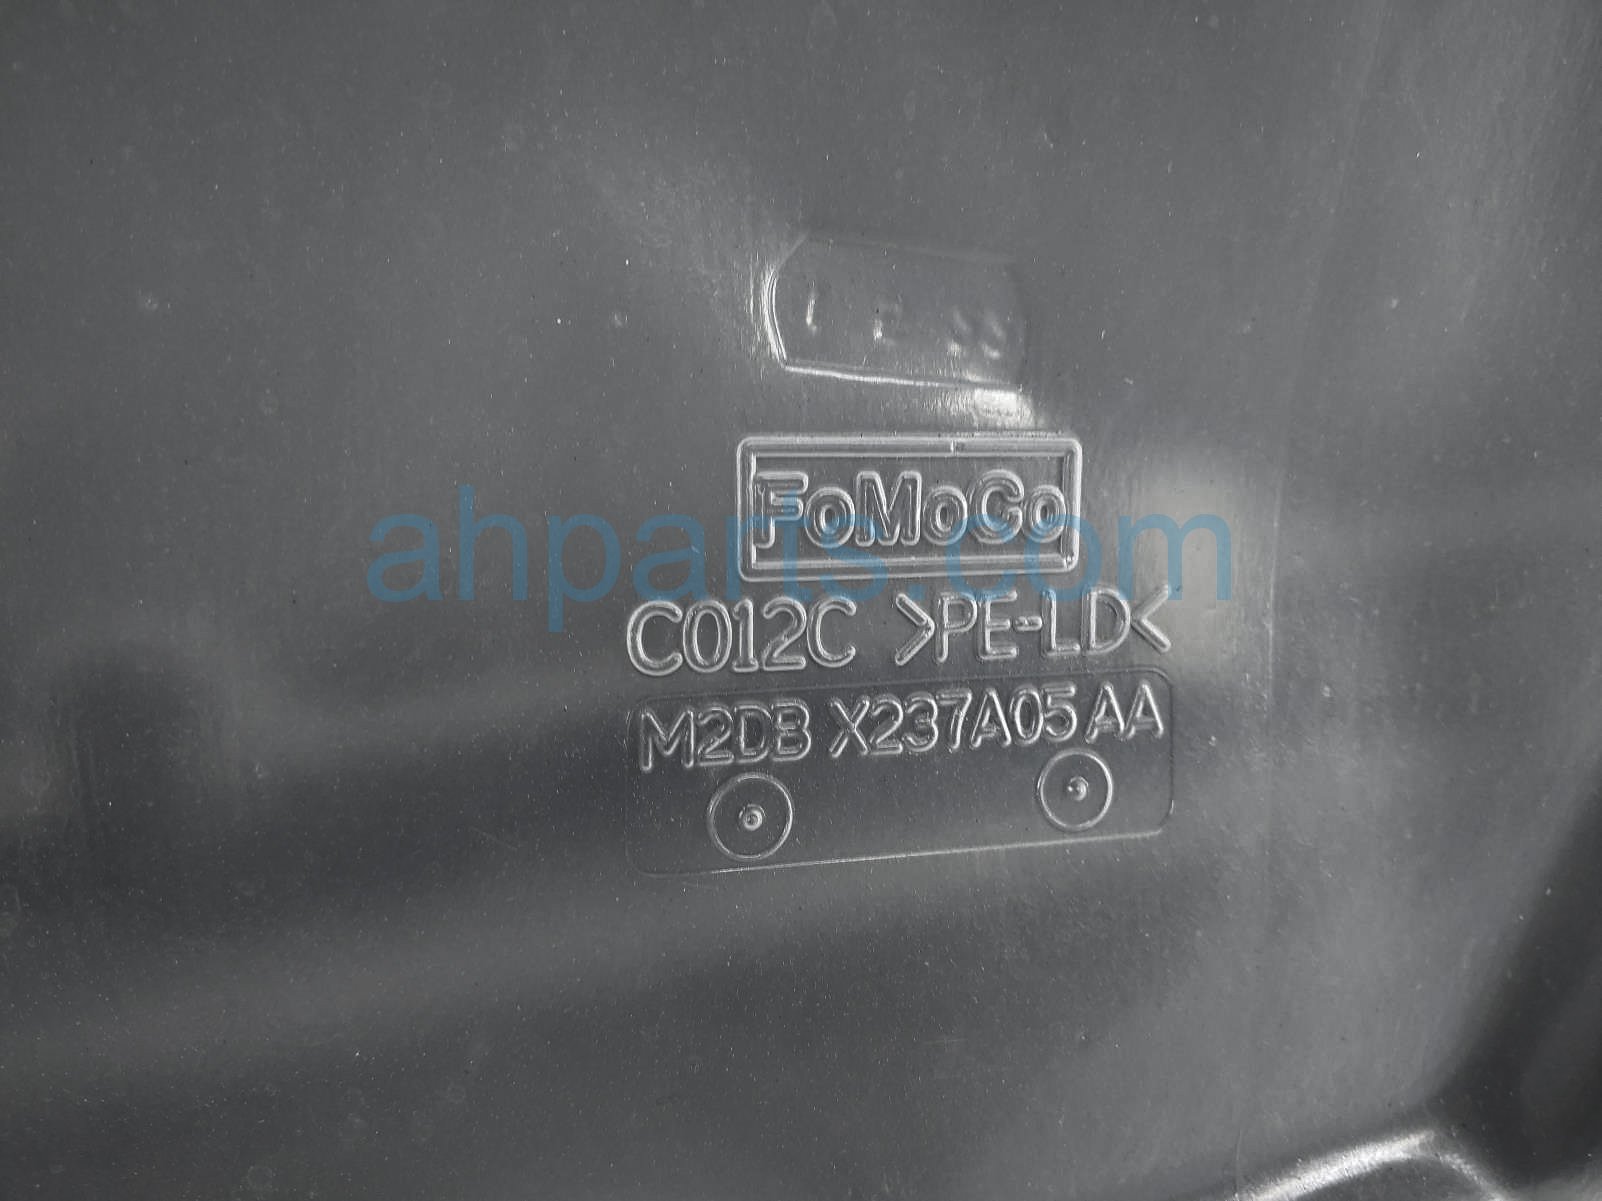 FoMoCo
C012C >PE-LD<
M2DB X237A05 AA
ahparts.com